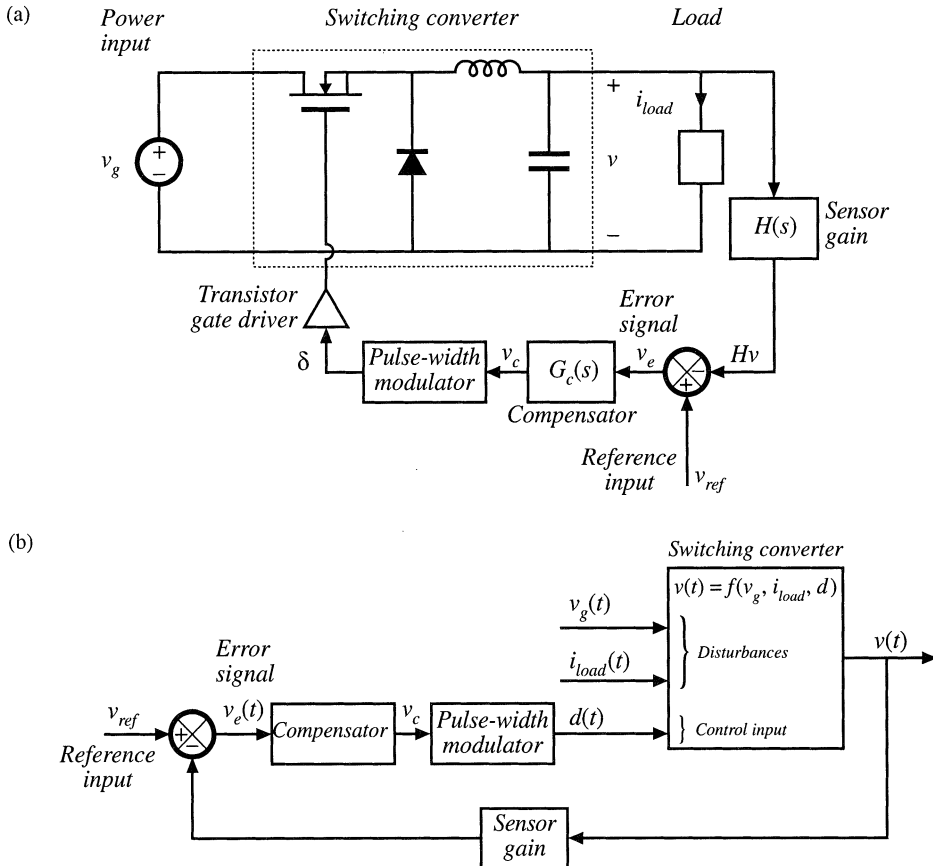 (a)
Power
input
Switching converter
Load
+
i_load
v_g
+
−
v
−
H(s)
Sensor
gain
Transistor
gate driver
Error
signal
δ
Pulse-width
modulator
v_c
G_c(s)
v_e
−
+
Hv
Compensator
Reference
input
v_ref
(b)
Switching converter
v(t) = f(v_g, i_load, d)
v_g(t)
} Disturbances
i_load(t)
v(t)
Error
signal
v_ref
+
−
v_e(t)
Compensator
v_c
Pulse-width
modulator
d(t)
} Control input
Reference
input
Sensor
gain